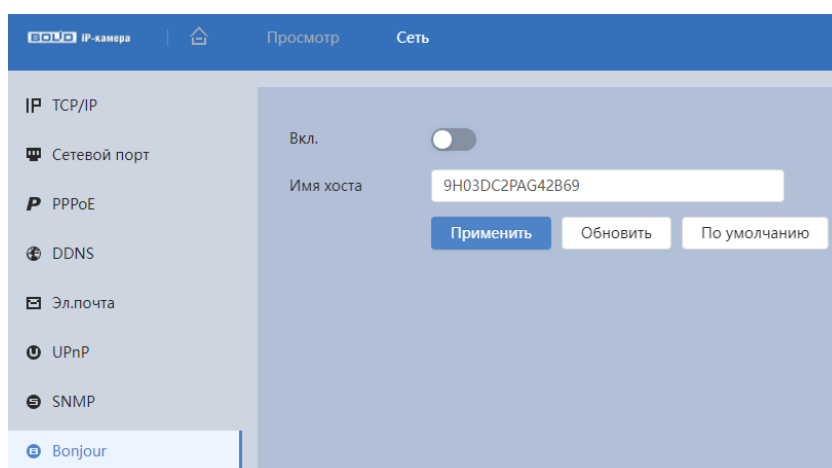 BOLID IP-камера Просмотр Сеть
IP TCP/IP
Сетевой порт
PPPoE
DDNS
Эл.почта
UPnP
SNMP
Bonjour
Вкл.
Имя хоста 9H03DC2PAG42B69
Применить Обновить По умолчанию